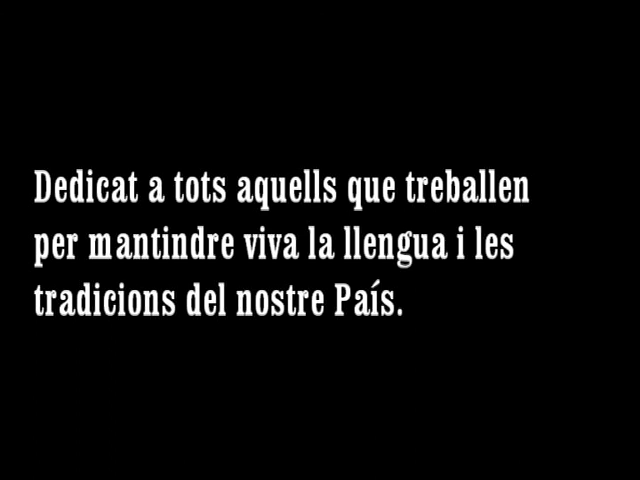 Dedicat a tots aquells que treballen
per mantindre viva la llengua i les
tradicions del nostre País.